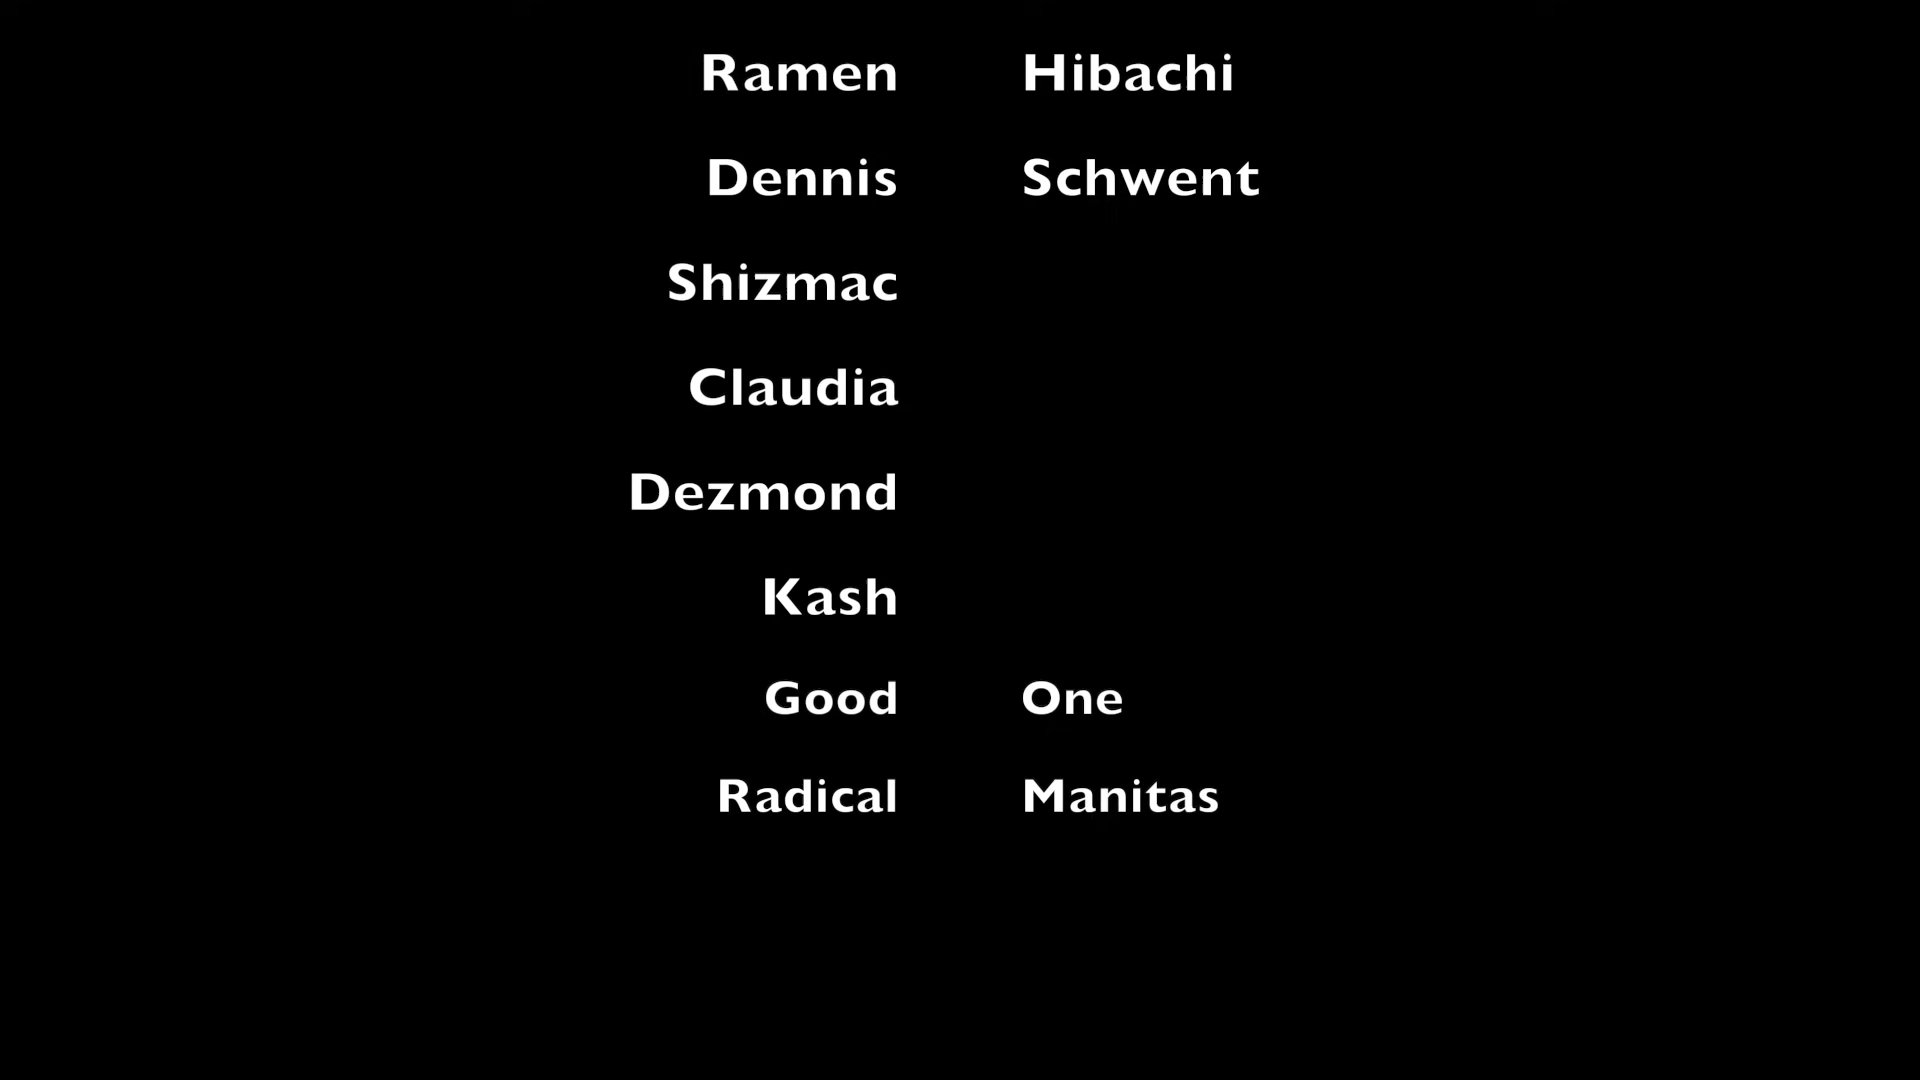 Ramen Hibachi
Dennis Schwent
Shizmac
Claudia
Dezmond
Kash
Good One
Radical Manitas